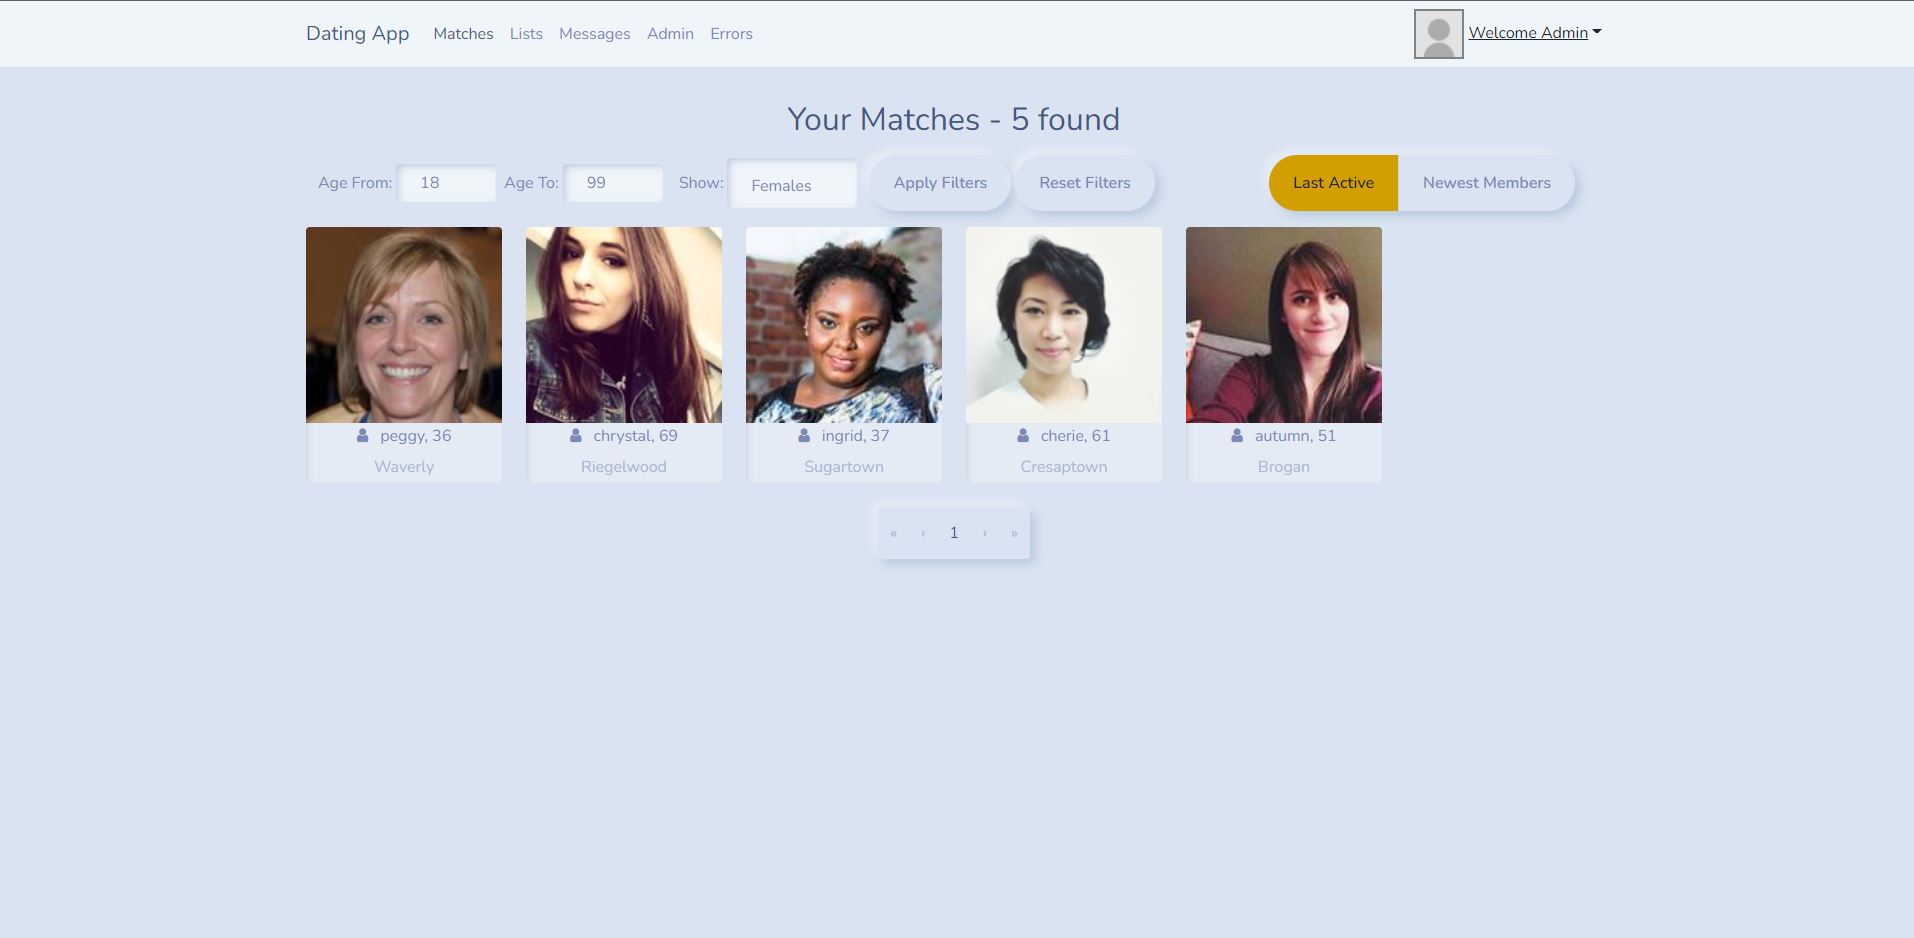 Dating App Matches Lists Messages Admin Errors Welcome Admin
Your Matches - 5 found
Age From: 18 Age To: 99 Show: Females Apply Filters Reset Filters Last Active Newest Members
peggy, 36 chrystal, 69 ingrid, 37 cherie, 61 autumn, 51
Waverly Riegelwood Sugartown Cresaptown Brogan
« ‹ 1 › »